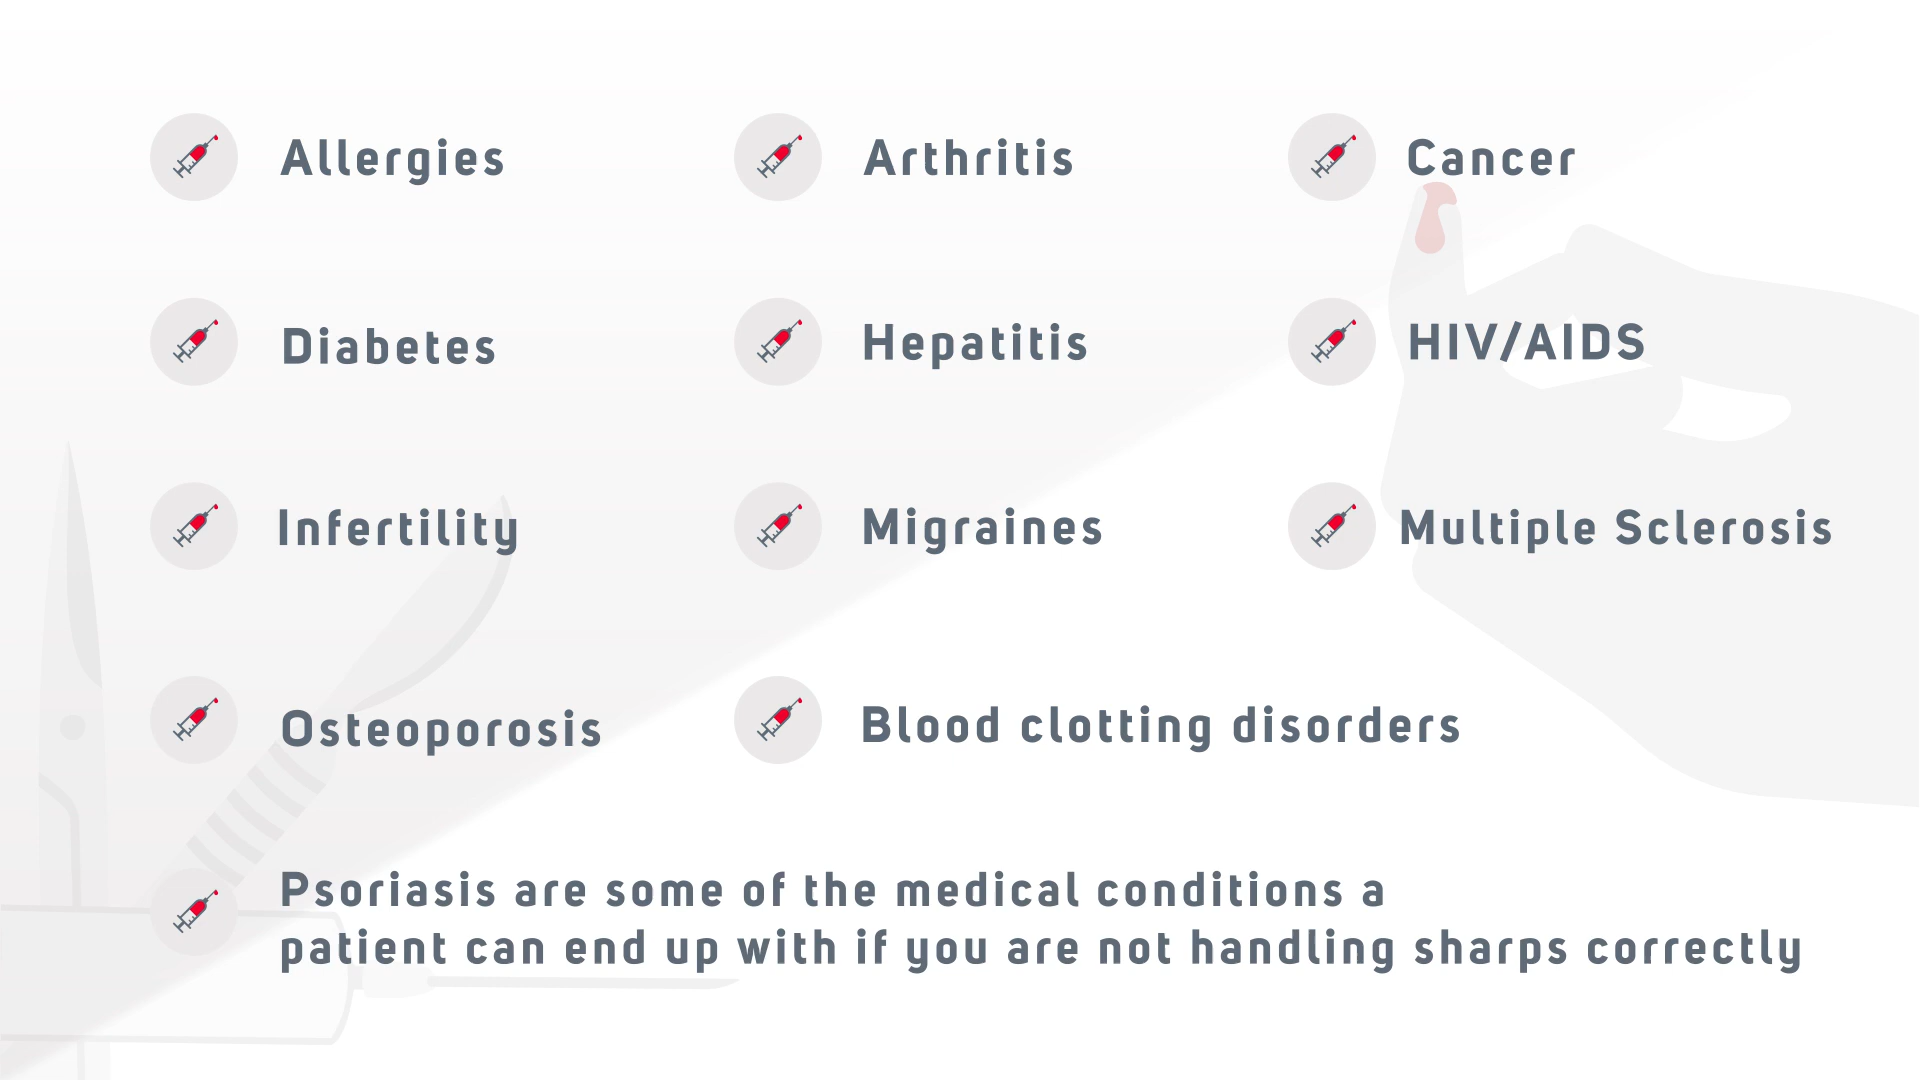 Allergies
Arthritis
Cancer
Diabetes
Hepatitis
HIV/AIDS
Infertility
Migraines
Multiple Sclerosis
Osteoporosis
Blood clotting disorders
Psoriasis are some of the medical conditions a
patient can end up with if you are not handling sharps correctly